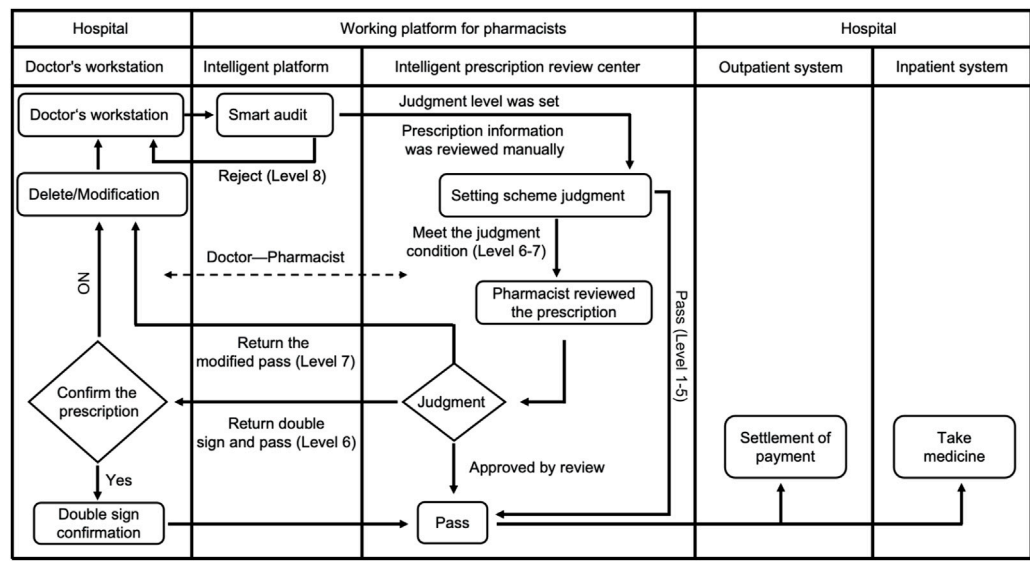 Hospital
Working platform for pharmacists
Hospital
Doctor's workstation
Intelligent platform
Intelligent prescription review center
Outpatient system
Inpatient system
Doctor's workstation
Smart audit
Judgment level was set
Prescription information
was reviewed manually
Reject (Level 8)
Delete/Modification
Setting scheme judgment
Meet the judgment
condition (Level 6-7)
Doctor—Pharmacist
NO
Pharmacist reviewed
the prescription
Pass (Level 1-5)
Return the
modified pass (Level 7)
Confirm the
prescription
Judgment
Return double
sign and pass (Level 6)
Settlement of
payment
Take
medicine
Approved by review
Yes
Double sign
confirmation
Pass